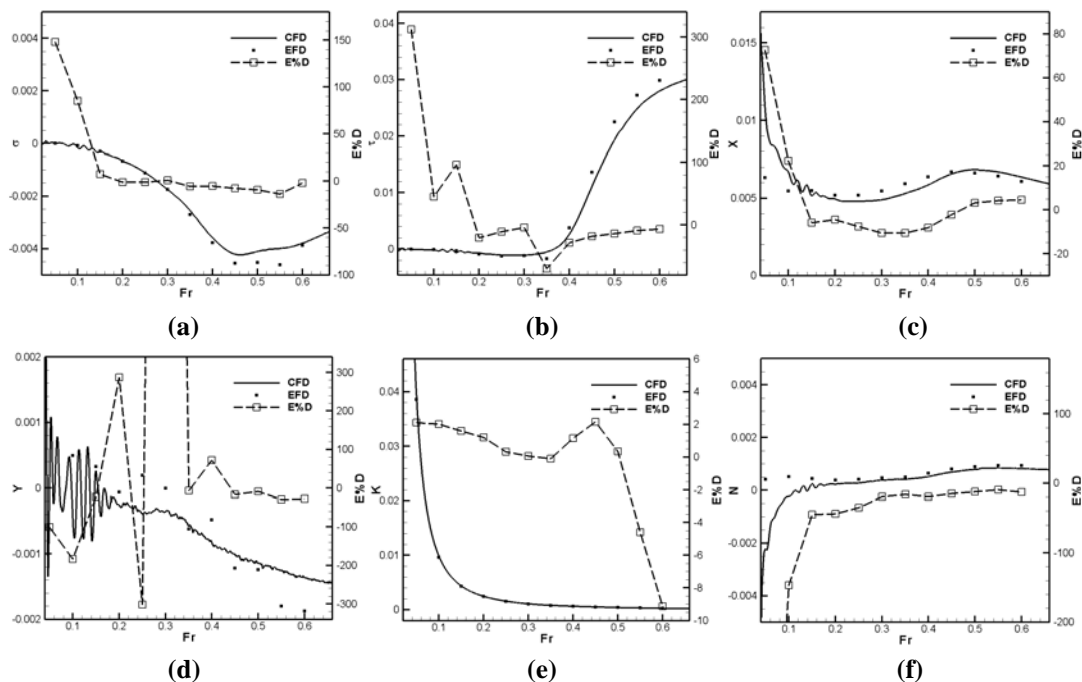 0.004
0.002
0
-0.002
-0.004
σ
0.1 0.2 0.3 0.4 0.5 0.6
Fr
150
100
50
0
-50
-100
E%D
CFD
EFD
E%D
(a)
0.04
0.03
0.02
0.01
0
τ
0.1 0.2 0.3 0.4 0.5 0.6
Fr
300
200
100
0
E%D
CFD
EFD
E%D
(b)
0.015
0.01
0.005
0
X
0.1 0.2 0.3 0.4 0.5 0.6
Fr
80
60
40
20
0
-20
E%D
CFD
EFD
E%D
(c)
0.002
0.001
0
-0.001
-0.002
Y
0.1 0.2 0.3 0.4 0.5 0.6
Fr
300
200
100
0
-100
-200
-300
E%D
CFD
EFD
E%D
(d)
0.04
0.03
0.02
0.01
0
K
0.1 0.2 0.3 0.4 0.5 0.6
Fr
6
4
2
0
-2
-4
-6
-8
-10
E%D
CFD
EFD
E%D
(e)
0.004
0.002
0
-0.002
-0.004
N
0.1 0.2 0.3 0.4 0.5 0.6
Fr
100
0
-100
-200
E%D
CFD
EFD
E%D
(f)